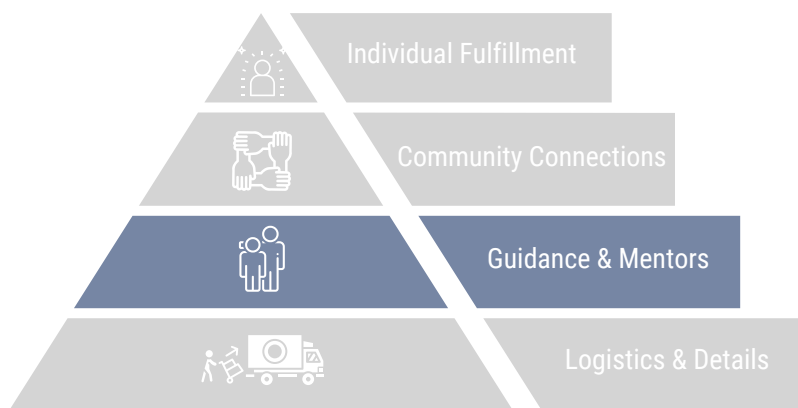 Individual Fulfillment
Community Connections
Guidance & Mentors
Logistics & Details